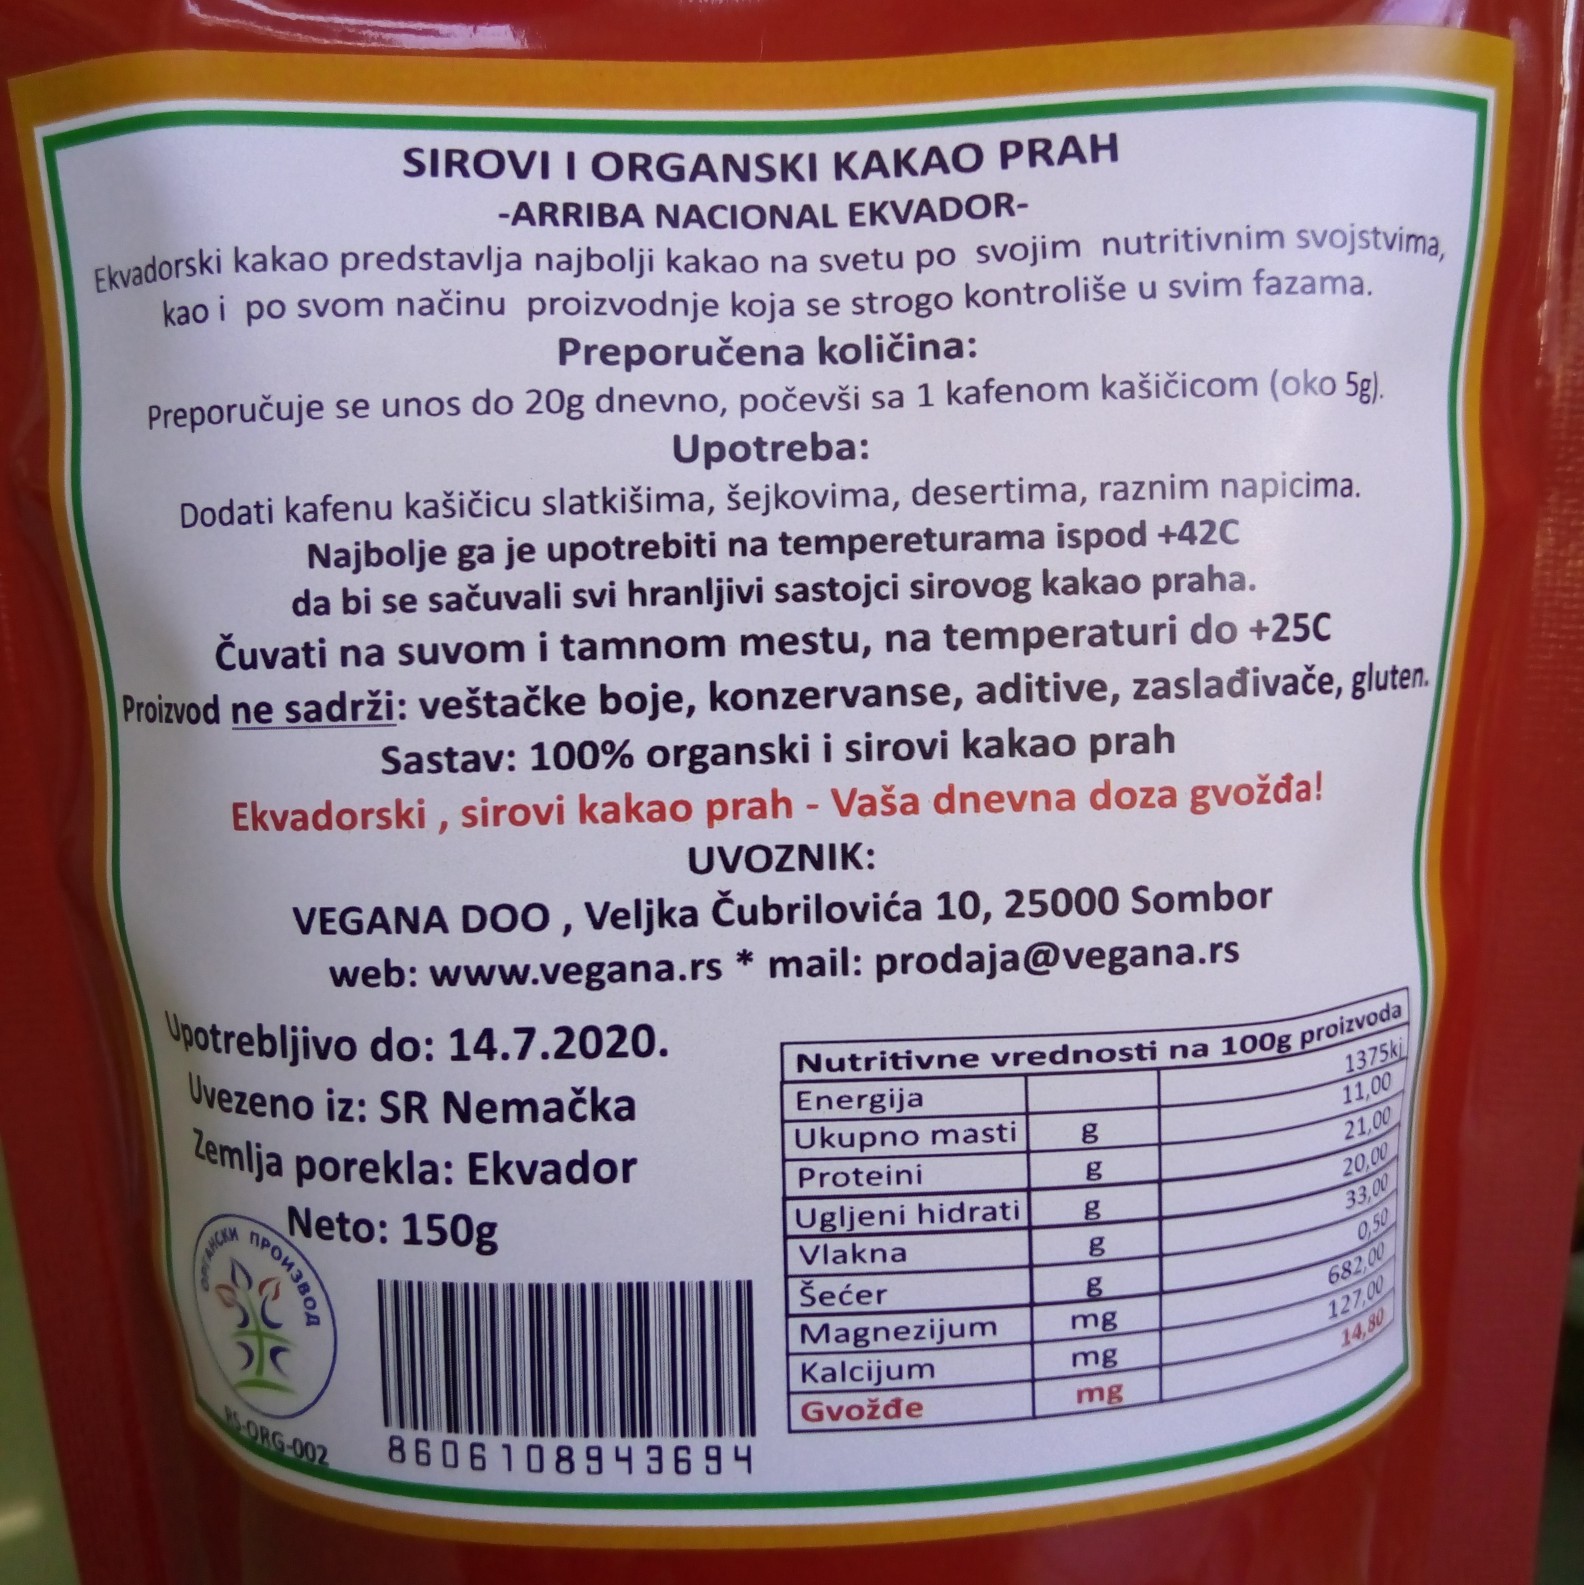 SIROVI I ORGANSKI KAKAO PRAH
-ARRIBA NACIONAL EKVADOR-
Ekvadorski kakao predstavlja najbolji kakao na svetu po svojim nutritivnim svojstvima,
kao i po svom načinu proizvodnje koja se strogo kontroliše u svim fazama.
Preporučena količina:
Preporučuje se unos do 20g dnevno, počevši sa 1 kafenom kašičicom (oko 5g).
Upotreba:
Dodati kafenu kašičicu slatkišima, šejkovima, desertima, raznim napicima.
Najbolje ga je upotrebiti na tempereturama ispod +42C
da bi se sačuvali svi hranljivi sastojci sirovog kakao praha.
Čuvati na suvom i tamnom mestu, na temperaturi do +25C
Proizvod ne sadrži: veštačke boje, konzervanse, aditive, zaslađivače, gluten.
Sastav: 100% organski i sirovi kakao prah
Ekvadorski , sirovi kakao prah - Vaša dnevna doza gvožđa!
UVOZNIK:
VEGANA DOO , Veljka Čubrilovića 10, 25000 Sombor
web: www.vegana.rs * mail: prodaja@vegana.rs
Upotrebljivo do: 14.7.2020.
Uvezeno iz: SR Nemačka
Zemlja porekla: Ekvador
Neto: 150g
ОРГАНСКИ ПРОИЗВОД
RS-ORG-002
8606108943694
Nutritivne vrednosti na 100g proizvoda
Energija 1375kj
Ukupno masti g 11,00
Proteini g 21,00
Ugljeni hidrati g 20,00
Vlakna g 33,00
Šećer g 0,50
Magnezijum mg 682,00
Kalcijum mg 127,00
Gvožđe mg 14,80